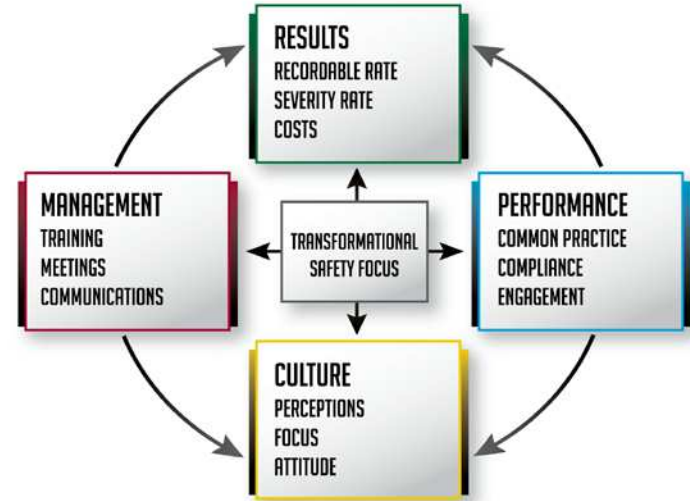 RESULTS
RECORDABLE RATE
SEVERITY RATE
COSTS
MANAGEMENT
TRAINING
MEETINGS
COMMUNICATIONS
TRANSFORMATIONAL
SAFETY FOCUS
PERFORMANCE
COMMON PRACTICE
COMPLIANCE
ENGAGEMENT
CULTURE
PERCEPTIONS
FOCUS
ATTITUDE